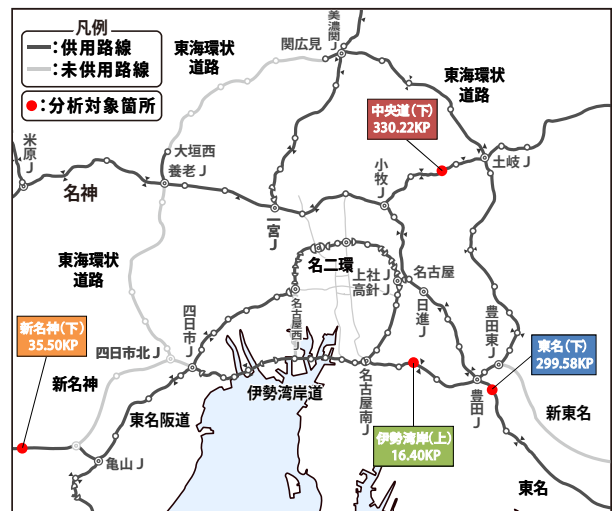 凡例
━:供用路線
━:未供用路線
●:分析対象箇所
東海環状
道路
関広見
美濃関J
東海環状
道路
中央道(下)
330.22KP
米原J
大垣西
養老J
名神
一宮J
小牧J
土岐J
東海環状
道路
名二環
上社J
高針J
名古屋
日進J
名古屋西J
豊田東J
新名神(下)
35.50KP
四日市J
四日市北J
新名神
東名阪道
伊勢湾岸道
名古屋南J
伊勢湾岸(上)
16.40KP
豊田J
東名(下)
299.58KP
新東名
亀山J
東名